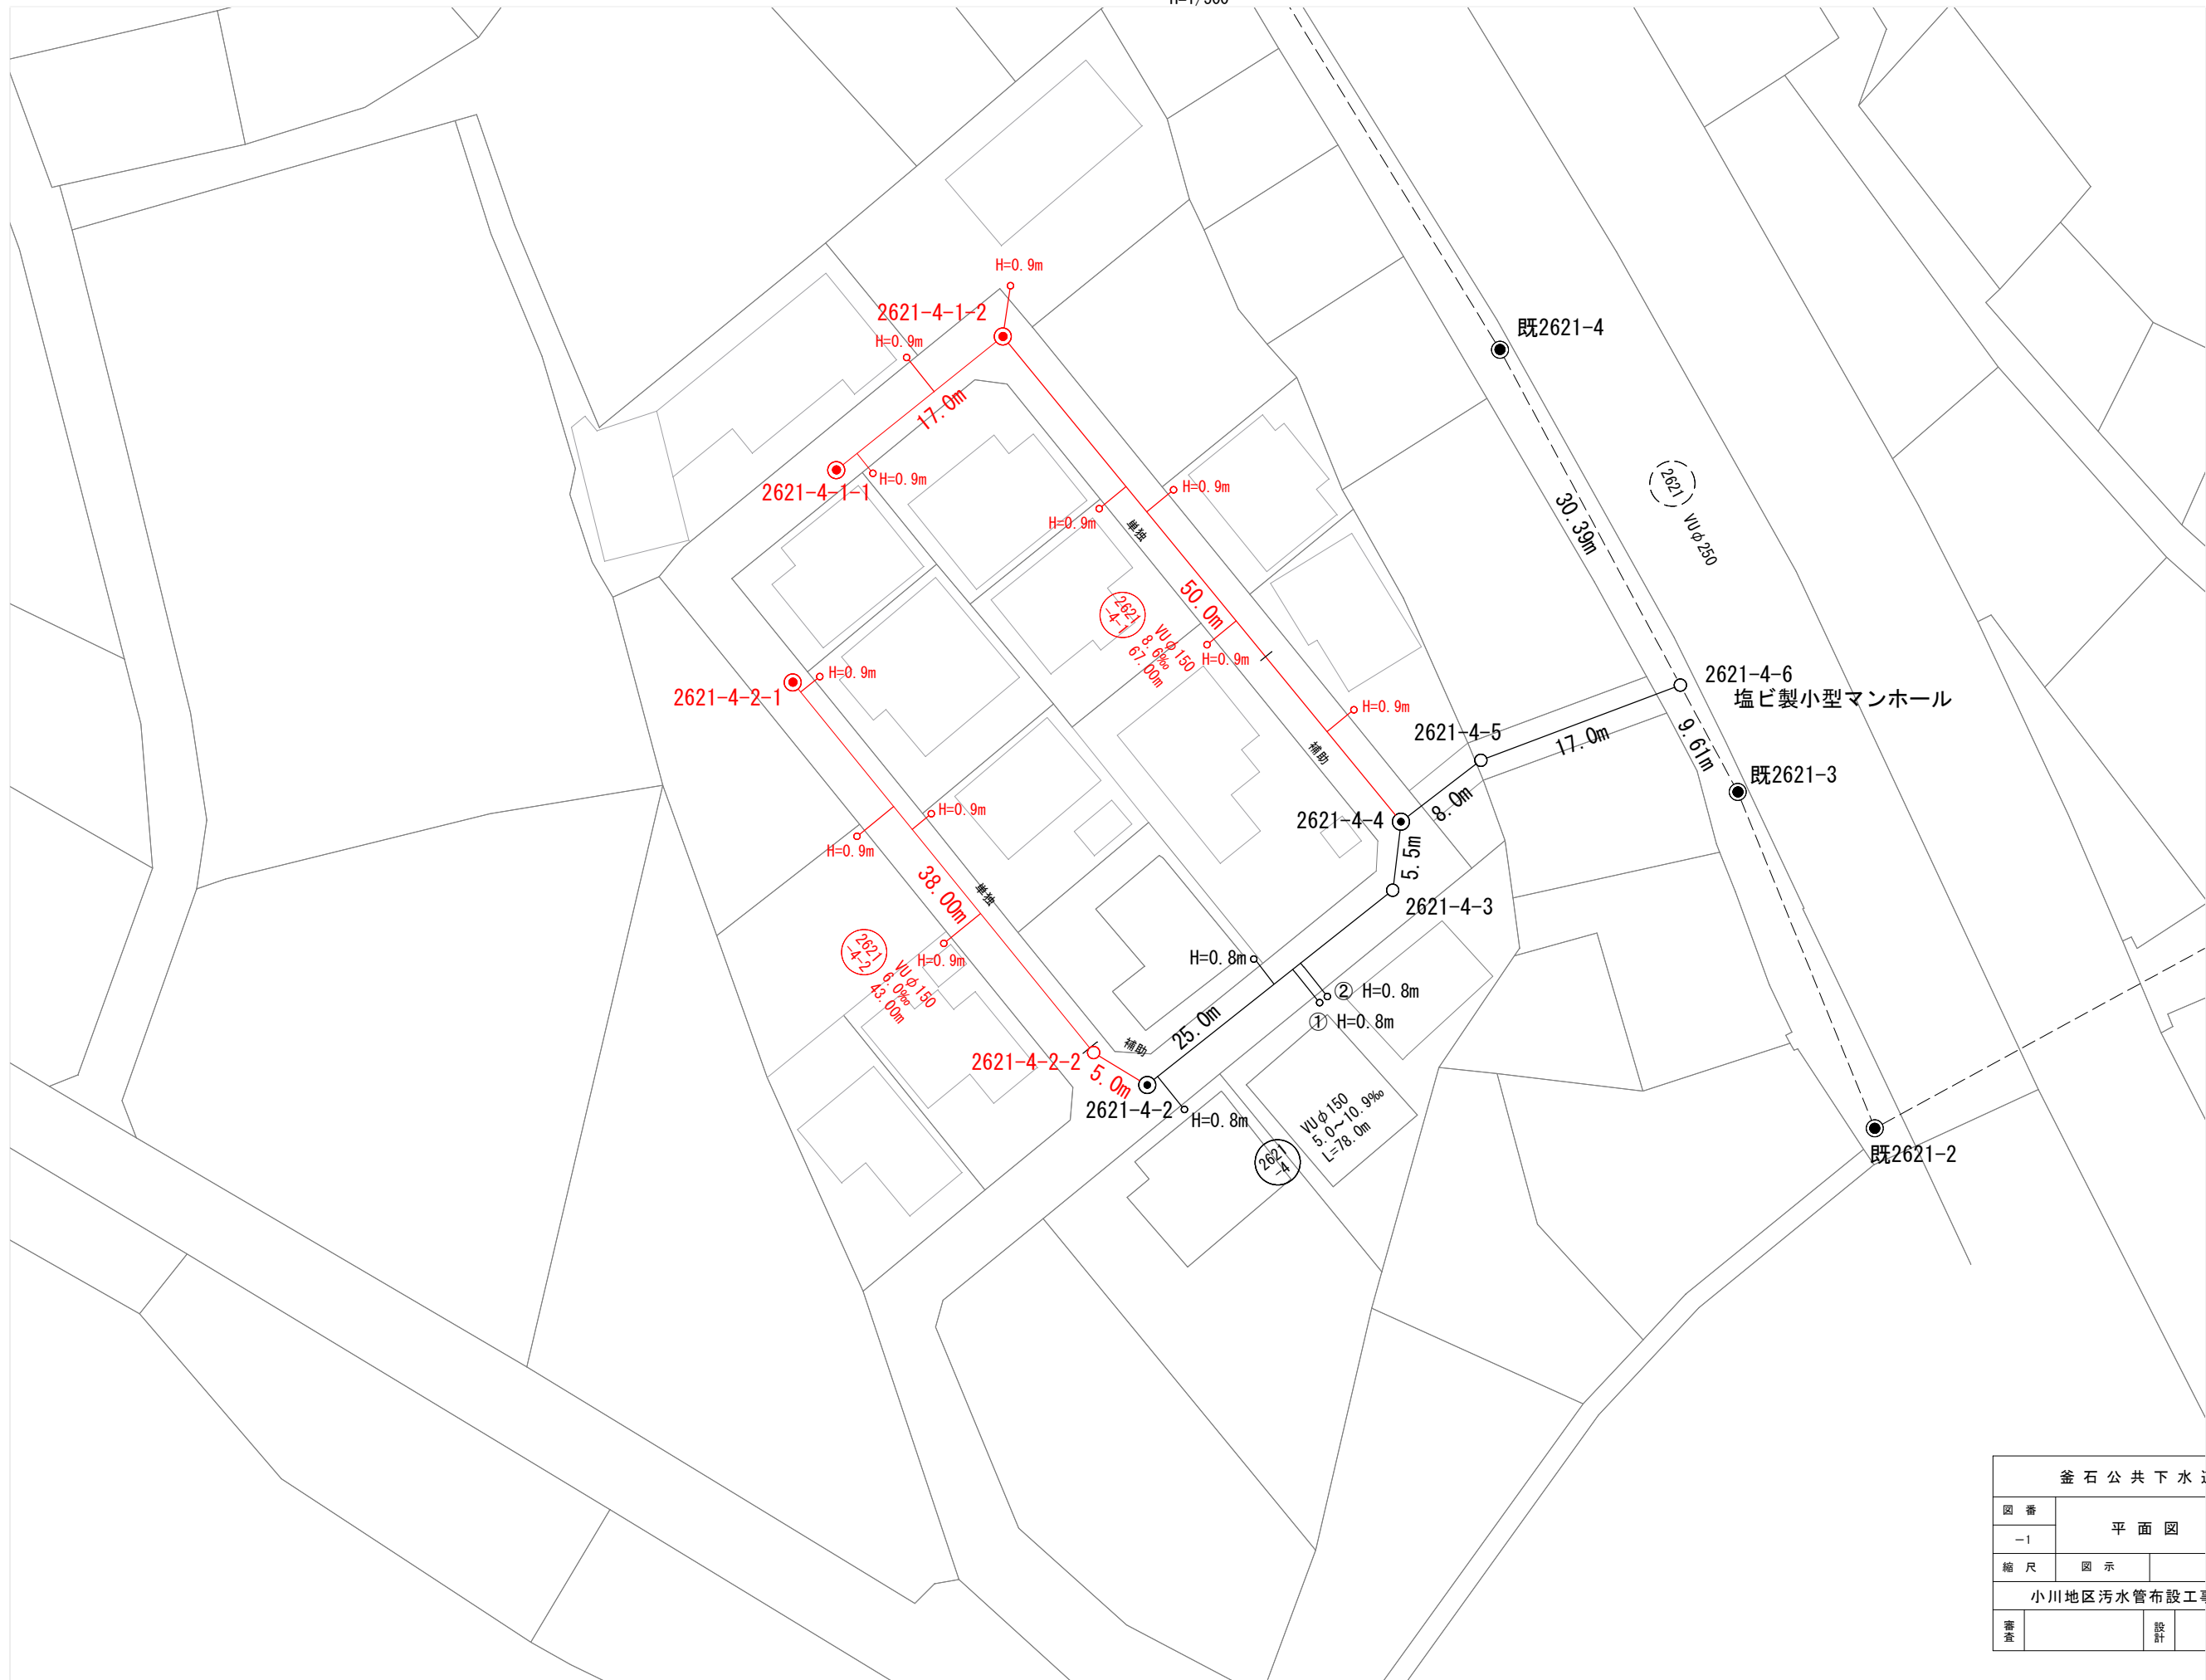 2621-4-1-2
H=0.9m
H=0.9m
17.0m
2621-4-1-1
H=0.9m
H=0.9m
H=0.9m
単独
50.0m
2621
-4-1
VUφ150
8.6‰
67.00m
H=0.9m
H=0.9m
補助
既2621-4
30.39m
2621
VUφ250
2621-4-6
塩ビ製小型マンホール
2621-4-5
17.0m
9.61m
既2621-3
2621-4-4
8.0m
5.5m
2621-4-3
2621-4-2-1
H=0.9m
H=0.9m
H=0.9m
38.00m
単独
2621
-4-2
VUφ150
6.0‰
43.00m
H=0.9m
H=0.8m
② H=0.8m
① H=0.8m
25.0m
補助
2621-4-2-2
5.0m
2621-4-2
H=0.8m
VUφ150
5.0～10.9‰
L=78.0m
2621
-4
既2621-2
釜石公共下水
図番
平面図
－1
縮尺
図示
小川地区汚水管布設工事
審査
設計